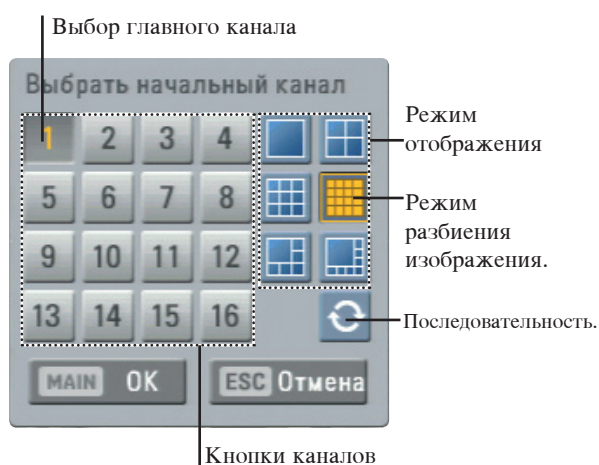 Выбор главного канала
Выбрать начальный канал
1 2 3 4
5 6 7 8
9 10 11 12
13 14 15 16
MAIN OK ESC Отмена
Режим
отображения
Режим
разбиения
изображения.
Последовательность.
Кнопки каналов